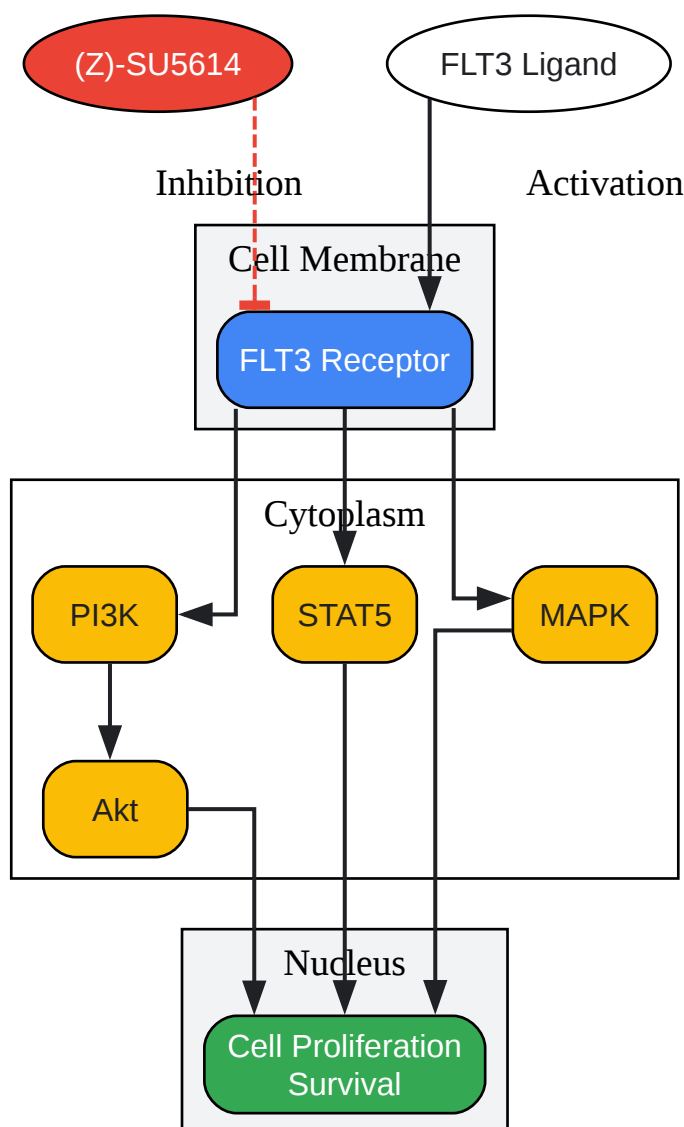 (Z)-SU5614
FLT3 Ligand
Inhibition
Activation
Cell Membrane
FLT3 Receptor
Cytoplasm
PI3K
STAT5
MAPK
Akt
Nucleus
Cell Proliferation
Survival